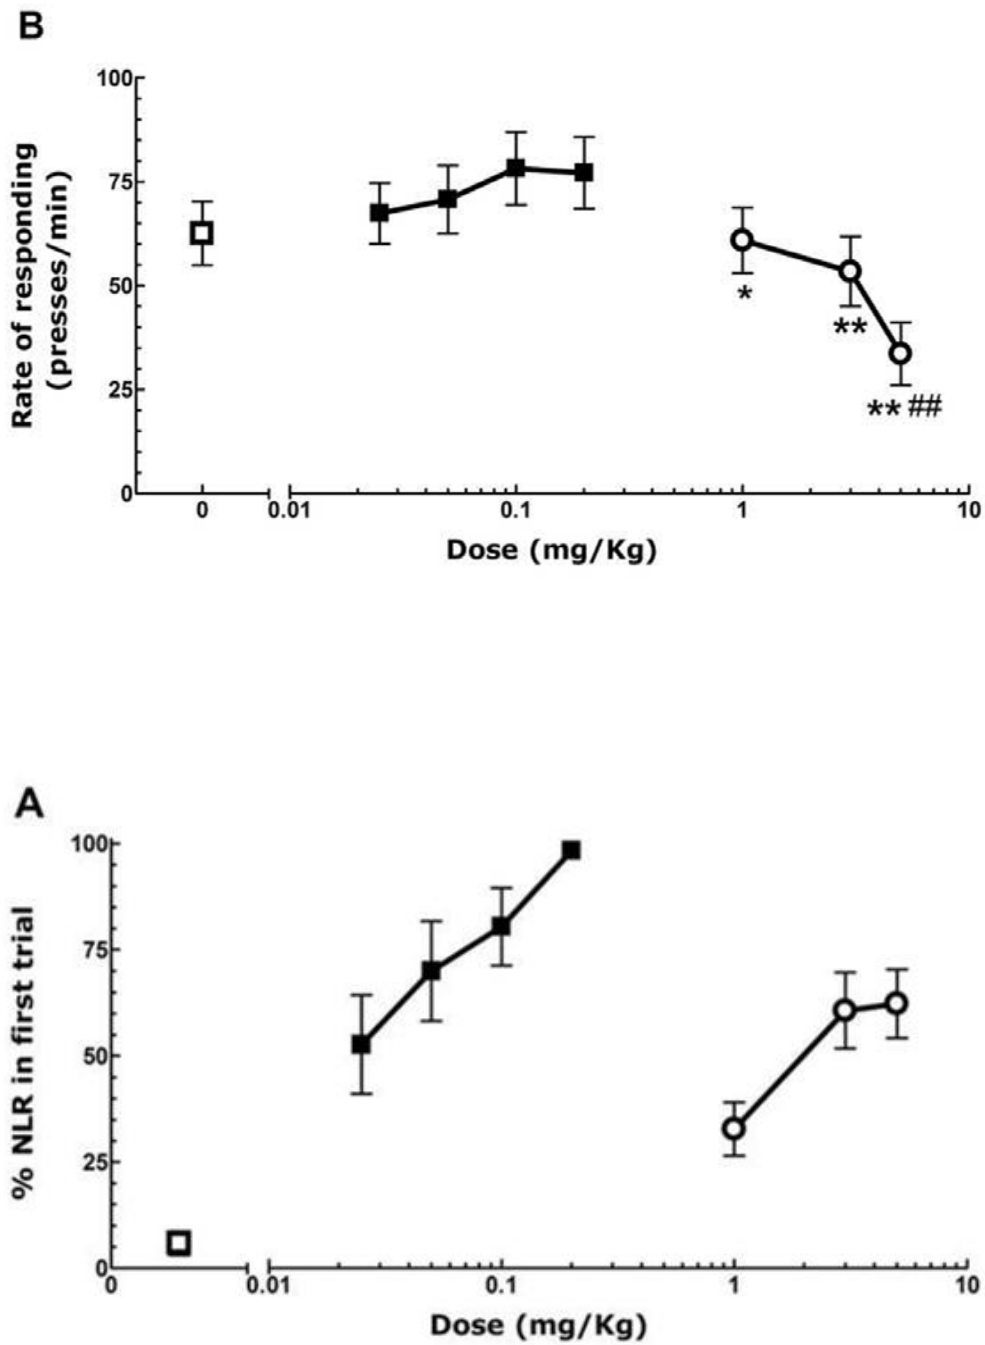 B
Rate of responding
(presses/min)
100
75
50
25
0
*
**
** ##
0 0.01 0.1 1 10
Dose (mg/Kg)
A
% NLR in first trial
100
75
50
25
0
0 0.01 0.1 1 10
Dose (mg/Kg)